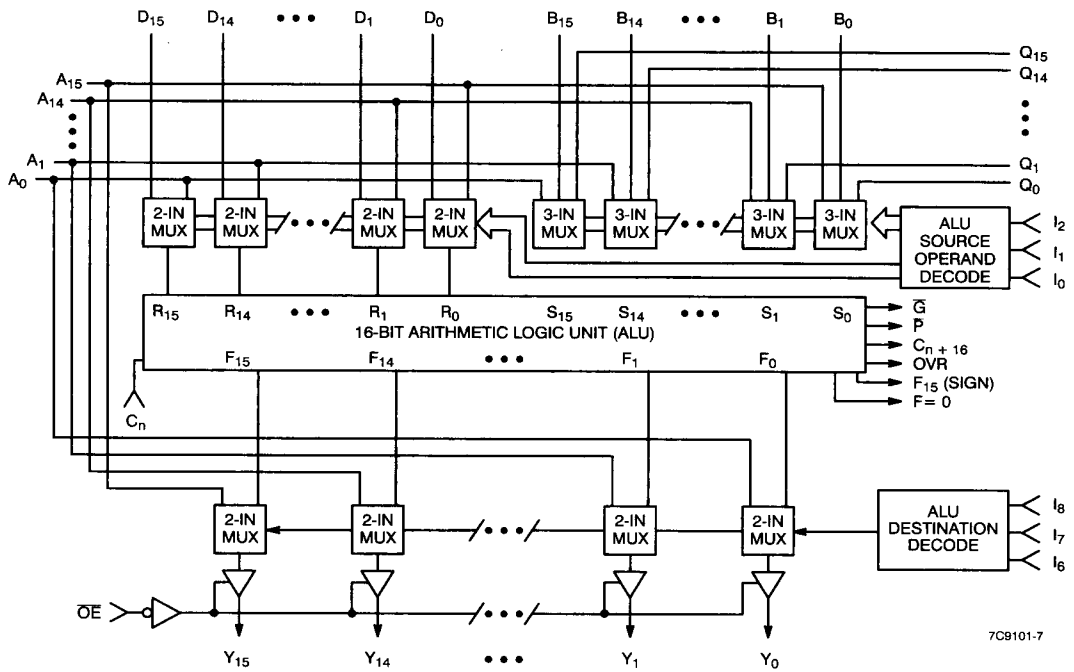 D15 D14 ••• D1 D0 B15 B14 ••• B1 B0
Q15
Q14
•••
Q1
Q0
A15
A14
•••
A1
A0
2-IN MUX 2-IN MUX ••• 2-IN MUX 2-IN MUX 3-IN MUX 3-IN MUX ••• 3-IN MUX 3-IN MUX
ALU
SOURCE
OPERAND
DECODE
I2
I1
I0
R15 R14 ••• R1 R0 S15 S14 ••• S1 S0
16-BIT ARITHMETIC LOGIC UNIT (ALU)
F15 F14 ••• F1 F0
G̅
P̅
Cn + 16
OVR
F15 (SIGN)
F = 0
Cn
2-IN MUX 2-IN MUX ••• 2-IN MUX 2-IN MUX
ALU
DESTINATION
DECODE
I8
I7
I6
O̅E̅
•••
Y15 Y14 ••• Y1 Y0
7C9101-7